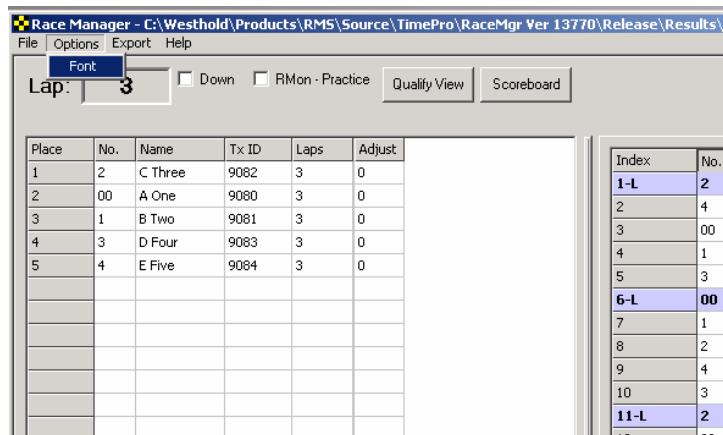 Race Manager - C:\Westhold\Products\RMS\Source\TimePro\RaceMgr Ver 13770\Release\Results\
File Options Export Help
Font
Lap: 3 Down RMon - Practice Qualify View Scoreboard
Place No. Name Tx ID Laps Adjust
1 2 C Three 9082 3 0
2 00 A One 9080 3 0
3 1 B Two 9081 3 0
4 3 D Four 9083 3 0
5 4 E Five 9084 3 0
Index No.
1-L 2
2 4
3 00
4 1
5 3
6-L 00
7 1
8 2
9 4
10 3
11-L 2